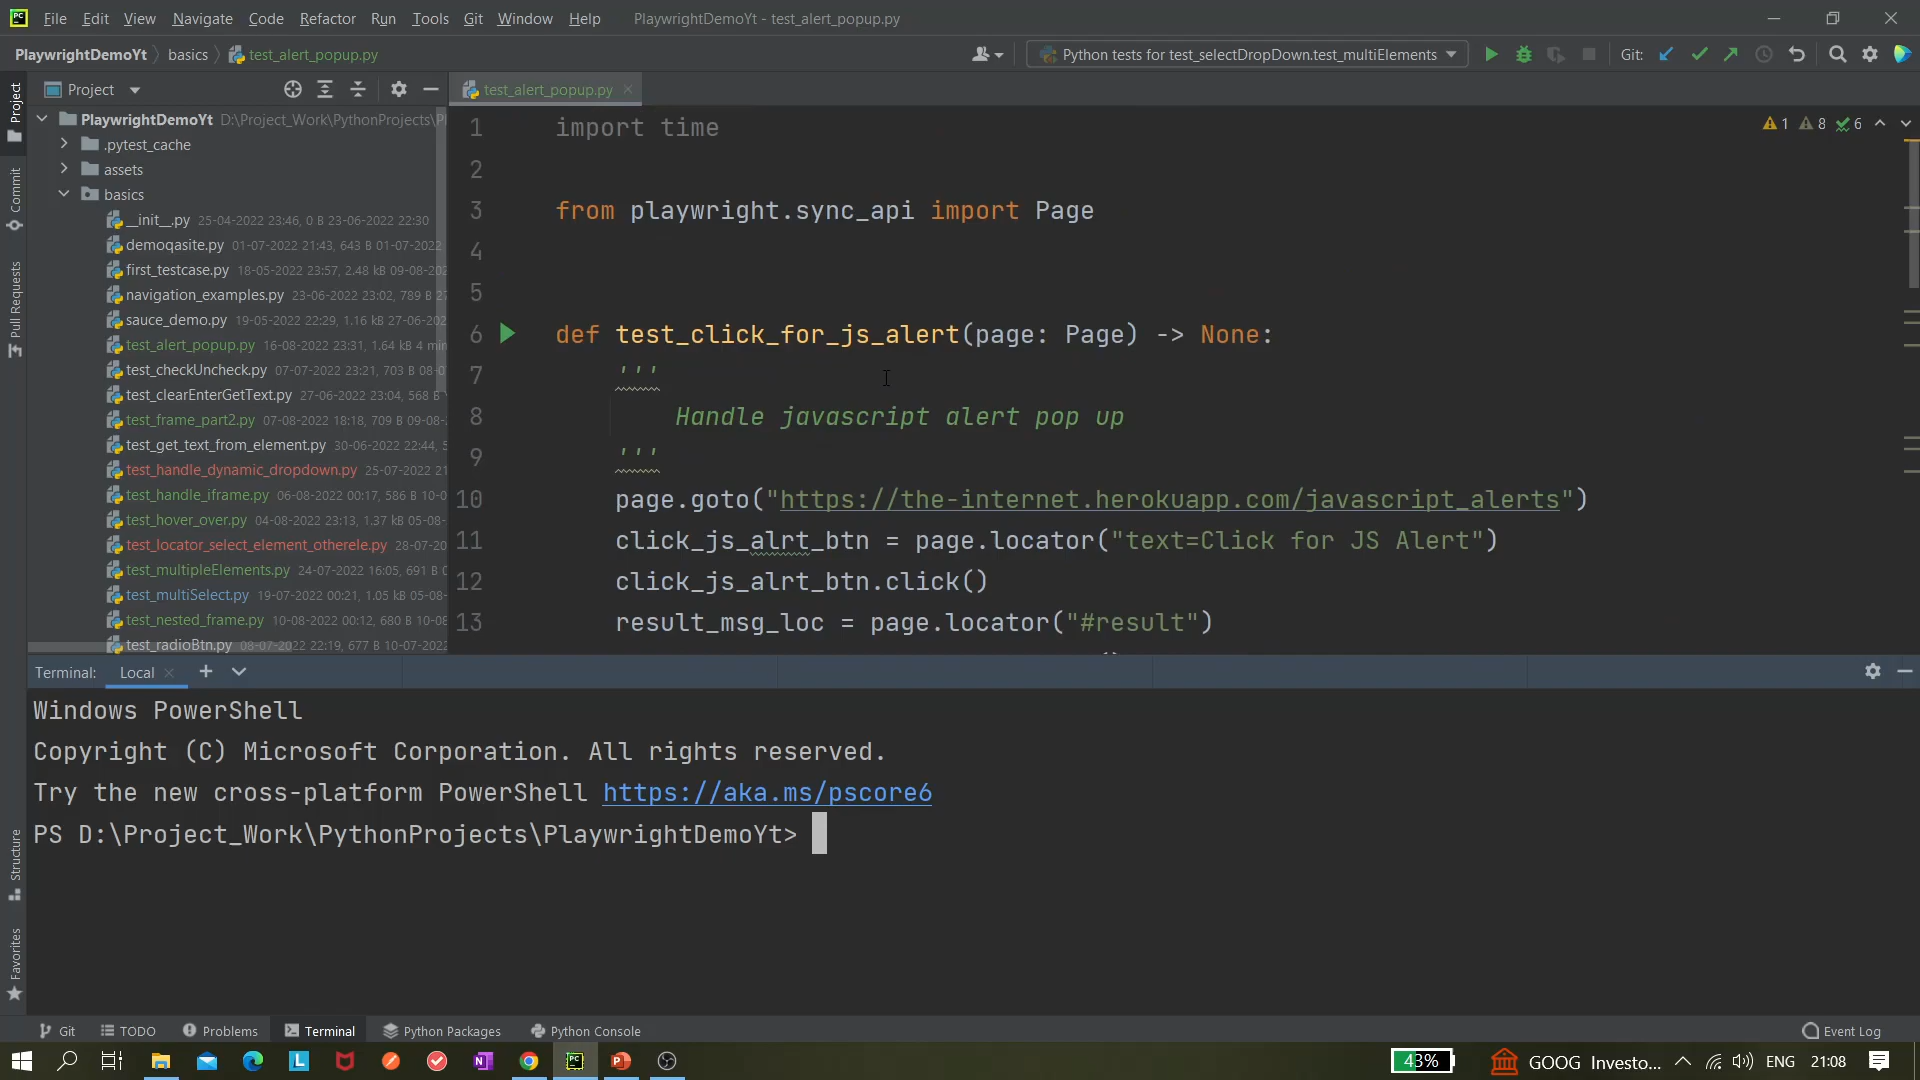 File Edit View Navigate Code Refactor Run Tools Git Window Help PlaywrightDemoYt - test_alert_popup.py
PlaywrightDemoYt basics test_alert_popup.py Python tests for test_selectDropDown.test_multiElements Git:
Project test_alert_popup.py
PlaywrightDemoYt D:\Project_Work\PythonProjects\P
.pytest_cache
assets
basics
__init__.py 25-04-2022 23:46, 0 B 23-06-2022 22:30
demoqasite.py 01-07-2022 21:43, 643 B 01-07-2022
first_testcase.py 18-05-2022 23:57, 2.48 kB 09-08-202
navigation_examples.py 23-06-2022 23:02, 789 B 27
sauce_demo.py 19-05-2022 22:29, 1.16 kB 27-06-202
test_alert_popup.py 16-08-2022 23:31, 1.64 kB 4 min
test_checkUncheck.py 07-07-2022 23:21, 703 B 08-0
test_clearEnterGetText.py 27-06-2022 23:04, 568 B
test_frame_part2.py 07-08-2022 18:18, 709 B 09-08-
test_get_text_from_element.py 30-06-2022 22:44, 5
test_handle_dynamic_dropdown.py 25-07-2022 21
test_handle_iframe.py 06-08-2022 00:17, 586 B 10-0
test_hover_over.py 04-08-2022 23:13, 1.37 kB 05-08-
test_locator_select_element_otherele.py 28-07-20
test_multipleElements.py 24-07-2022 16:05, 691 B 0
test_multiSelect.py 19-07-2022 00:21, 1.05 kB 05-08-
test_nested_frame.py 10-08-2022 00:12, 680 B 10-08
test_radioBtn.py 08-07-2022 22:19, 677 B 10-07-2022
1 import time
2
3 from playwright.sync_api import Page
4
5
6 def test_click_for_js_alert(page: Page) -> None:
7 '''
8 Handle javascript alert pop up
9 '''
10 page.goto("https://the-internet.herokuapp.com/javascript_alerts")
11 click_js_alrt_btn = page.locator("text=Click for JS Alert")
12 click_js_alrt_btn.click()
13 result_msg_loc = page.locator("#result")
1 8 6
Project
Commit
Pull Requests
Structure
Favorites
Terminal: Local
Windows PowerShell
Copyright (C) Microsoft Corporation. All rights reserved.
Try the new cross-platform PowerShell https://aka.ms/pscore6
PS D:\Project_Work\PythonProjects\PlaywrightDemoYt>
Git TODO Problems Terminal Python Packages Python Console Event Log
43% GOOG Investo... ENG 21:08